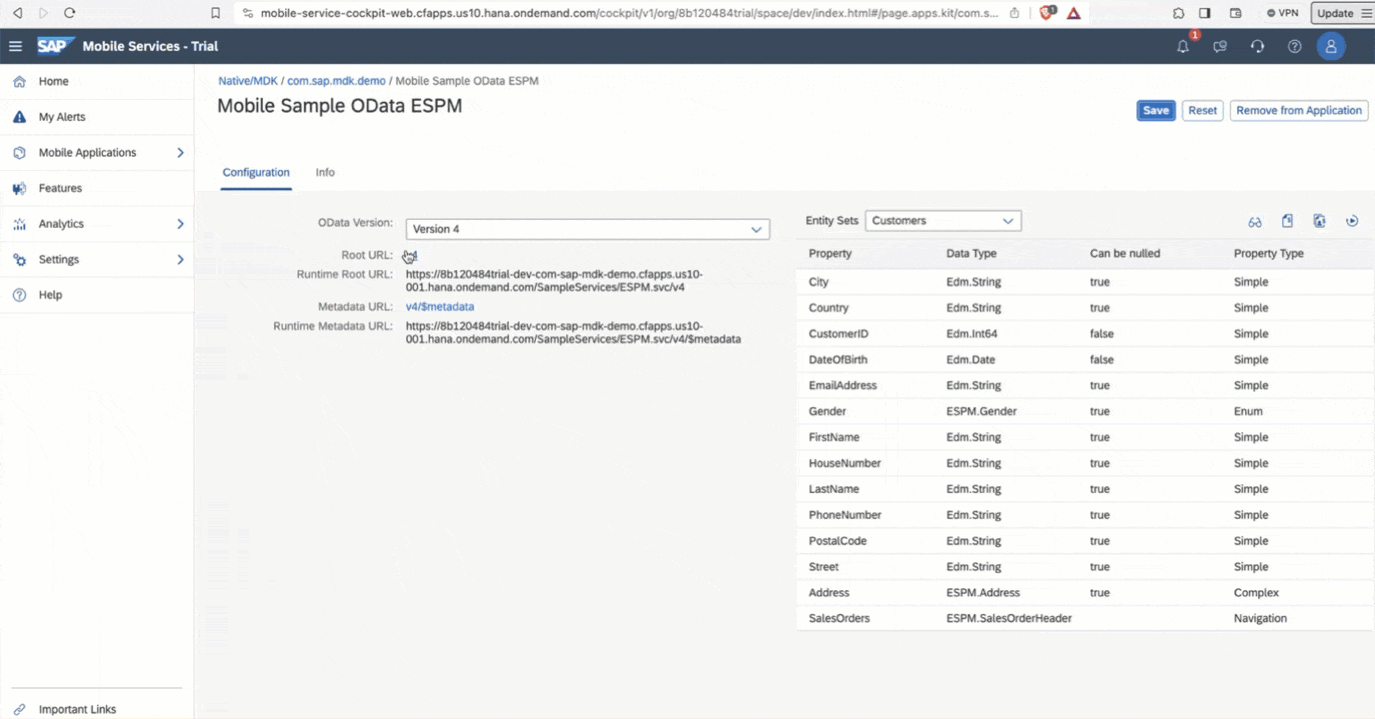 mobile-service-cockpit-web.cfapps.us10.hana.ondemand.com/cockpit/v1/org/8b120484trial/space/dev/index.html#/page.apps.kit/com.s...
1
VPN
Update
SAP
Mobile Services - Trial
1
Home
My Alerts
Mobile Applications
Features
Analytics
Settings
Help
Important Links
Native/MDK / com.sap.mdk.demo / Mobile Sample OData ESPM
Mobile Sample OData ESPM
Save
Reset
Remove from Application
Configuration
Info
OData Version:
Version 4
Root URL:
Runtime Root URL:
https://8b120484trial-dev-com-sap-mdk-demo.cfapps.us10-
001.hana.ondemand.com/SampleServices/ESPM.svc/v4
Metadata URL:
v4/$metadata
Runtime Metadata URL:
https://8b120484trial-dev-com-sap-mdk-demo.cfapps.us10-
001.hana.ondemand.com/SampleServices/ESPM.svc/v4/$metadata
Entity Sets
Customers
Property Data Type Can be nulled Property Type
City Edm.String true Simple
Country Edm.String true Simple
CustomerID Edm.Int64 false Simple
DateOfBirth Edm.Date false Simple
EmailAddress Edm.String true Simple
Gender ESPM.Gender true Enum
FirstName Edm.String true Simple
HouseNumber Edm.String true Simple
LastName Edm.String true Simple
PhoneNumber Edm.String true Simple
PostalCode Edm.String true Simple
Street Edm.String true Simple
Address ESPM.Address true Complex
SalesOrders ESPM.SalesOrderHeader Navigation